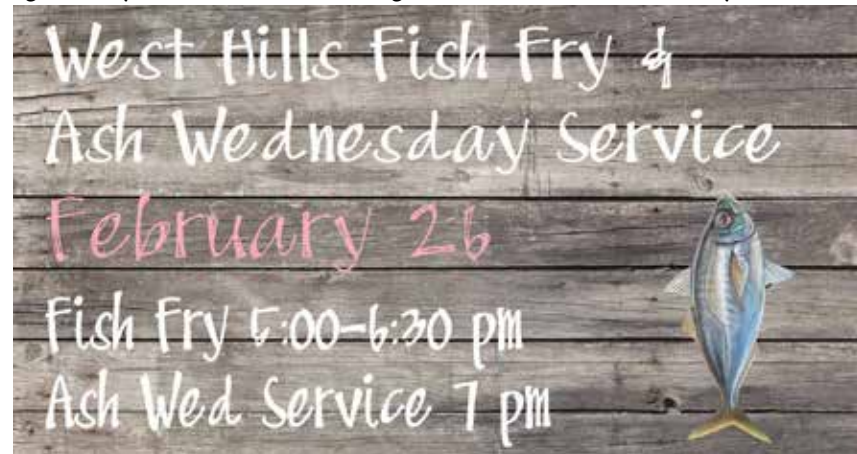 West Hills Fish Fry &
Ash Wednesday Service
February 26
Fish Fry 5:00-6:30 pm
Ash Wed Service 7 pm